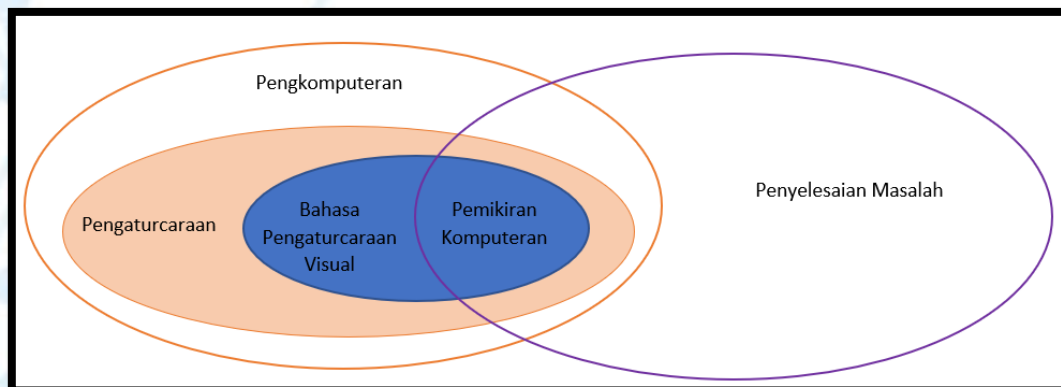 Pengkomputeran
Penyelesaian Masalah
Pengaturcaraan
Bahasa
Pengaturcaraan
Visual
Pemikiran
Komputeran